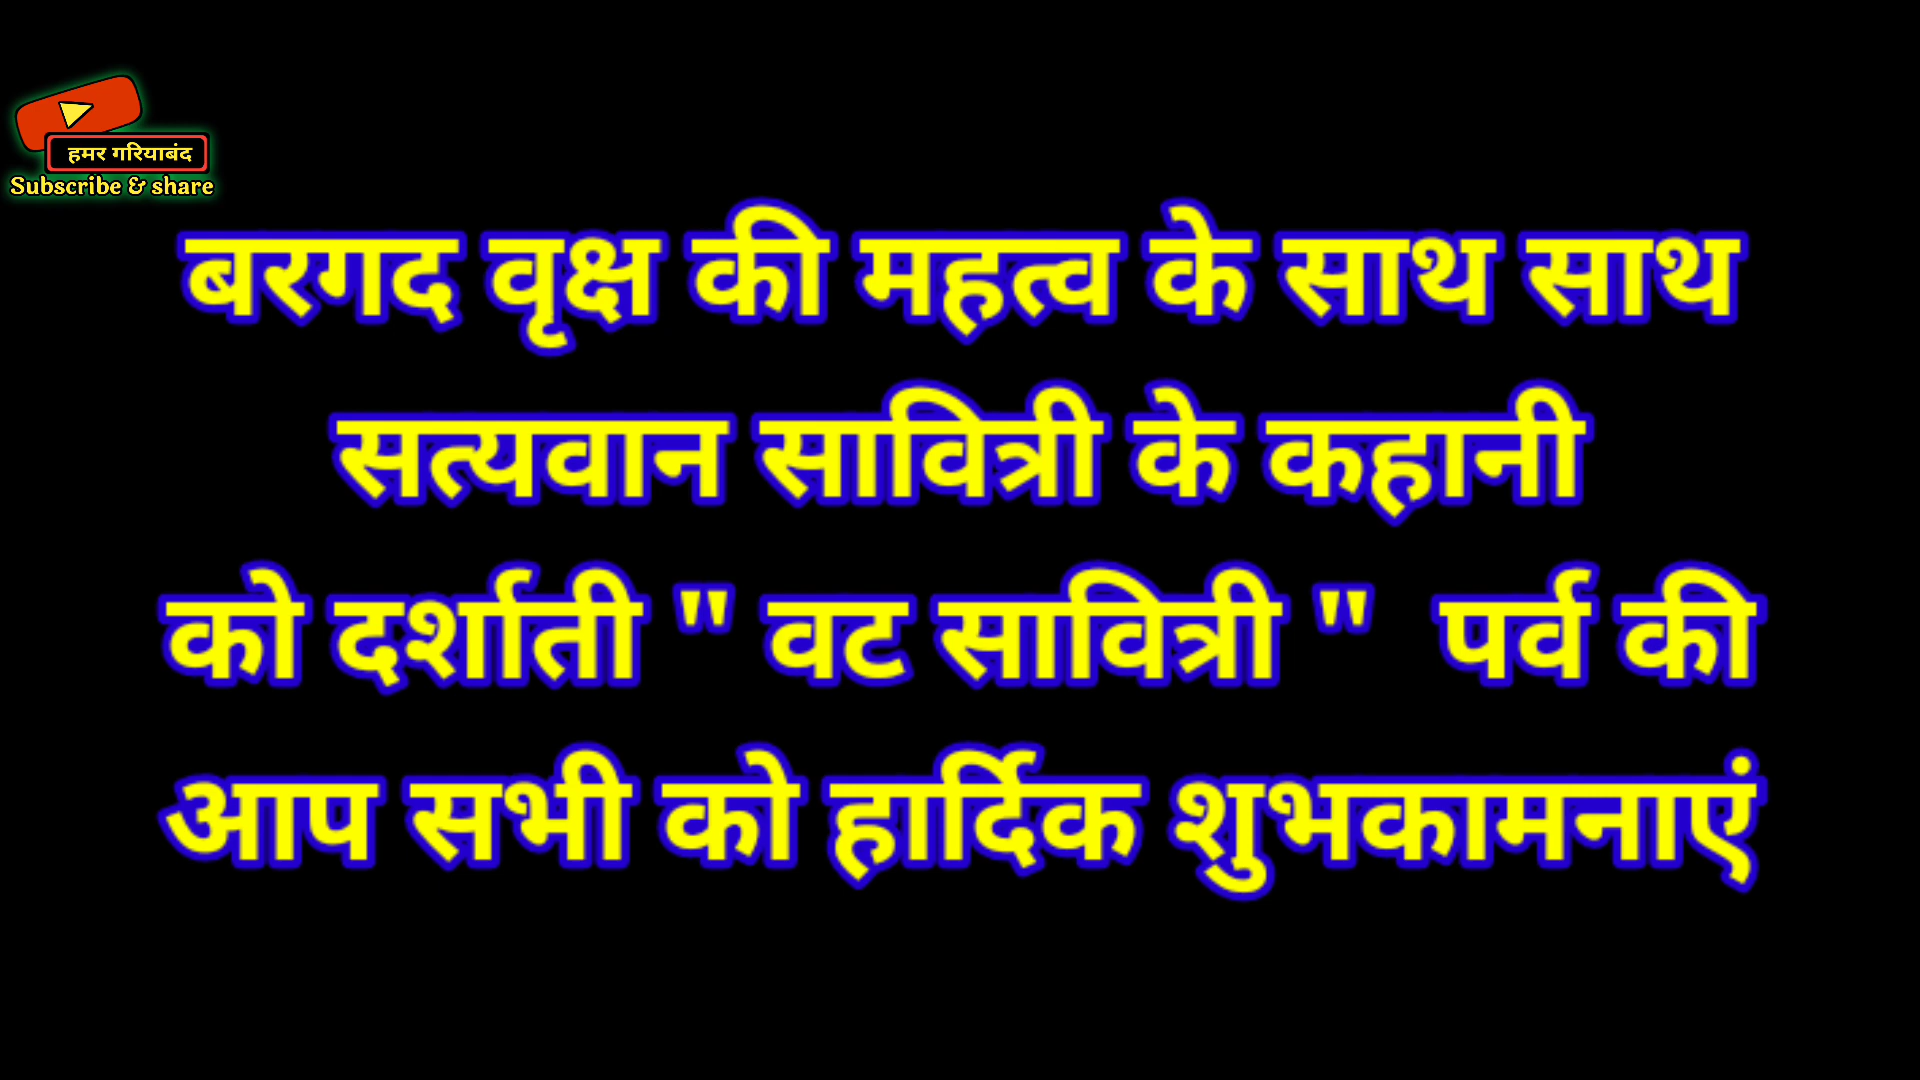 हमर गरियाबंद
Subscribe & share
बरगद वृक्ष की महत्व के साथ साथ
सत्यवान सावित्री के कहानी
को दर्शाती " वट सावित्री " पर्व की
आप सभी को हार्दिक शुभकामनाएं